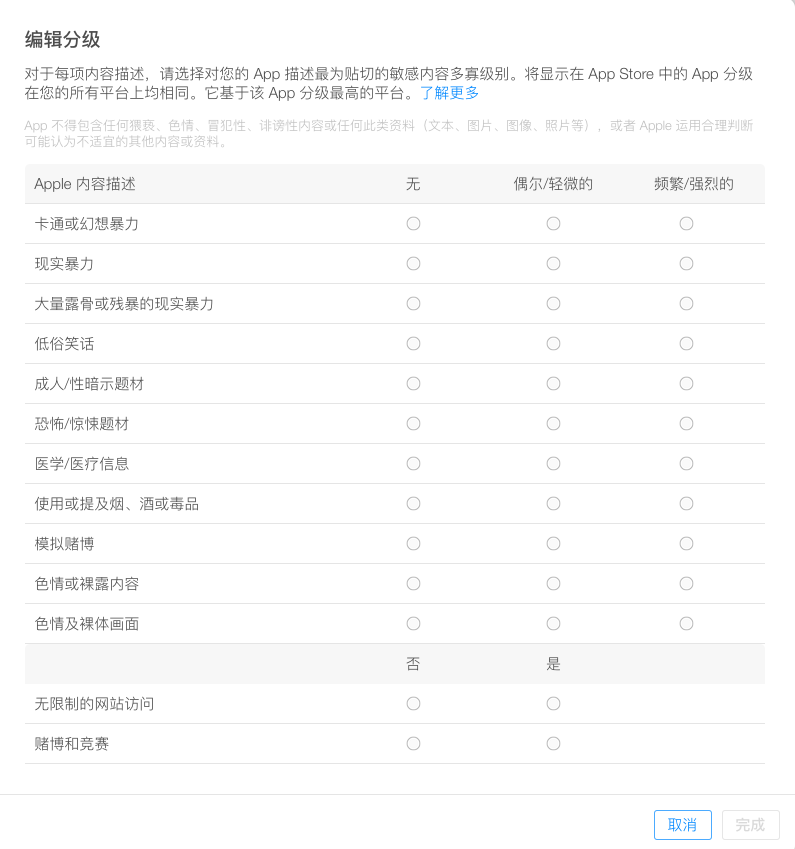 编辑分级
对于每项内容描述，请选择对您的 App 描述最为贴切的敏感内容多寡级别。将显示在 App Store 中的 App 分级
在您的所有平台上均相同。它基于该 App 分级最高的平台。了解更多
App 不得包含任何猥亵、色情、冒犯性、诽谤性内容或任何此类资料（文本、图片、图像、照片等），或者 Apple 运用合理判断
可能认为不适宜的其他内容或资料。
Apple 内容描述 无 偶尔/轻微的 频繁/强烈的
卡通或幻想暴力
现实暴力
大量露骨或残暴的现实暴力
低俗笑话
成人/性暗示题材
恐怖/惊悚题材
医学/医疗信息
使用或提及烟、酒或毒品
模拟赌博
色情或裸露内容
色情及裸体画面
否 是
无限制的网站访问
赌博和竞赛
取消 完成